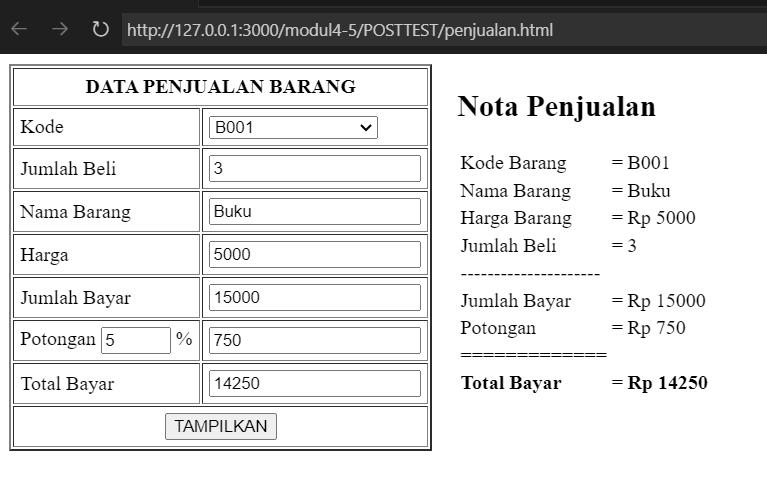 http://127.0.0.1:3000/modul4-5/POSTTEST/penjualan.html
DATA PENJUALAN BARANG
Kode B001
Jumlah Beli 3
Nama Barang Buku
Harga 5000
Jumlah Bayar 15000
Potongan 5 % 750
Total Bayar 14250
TAMPILKAN
Nota Penjualan
Kode Barang = B001
Nama Barang = Buku
Harga Barang = Rp 5000
Jumlah Beli = 3
---------------------
Jumlah Bayar = Rp 15000
Potongan = Rp 750
=============
Total Bayar = Rp 14250